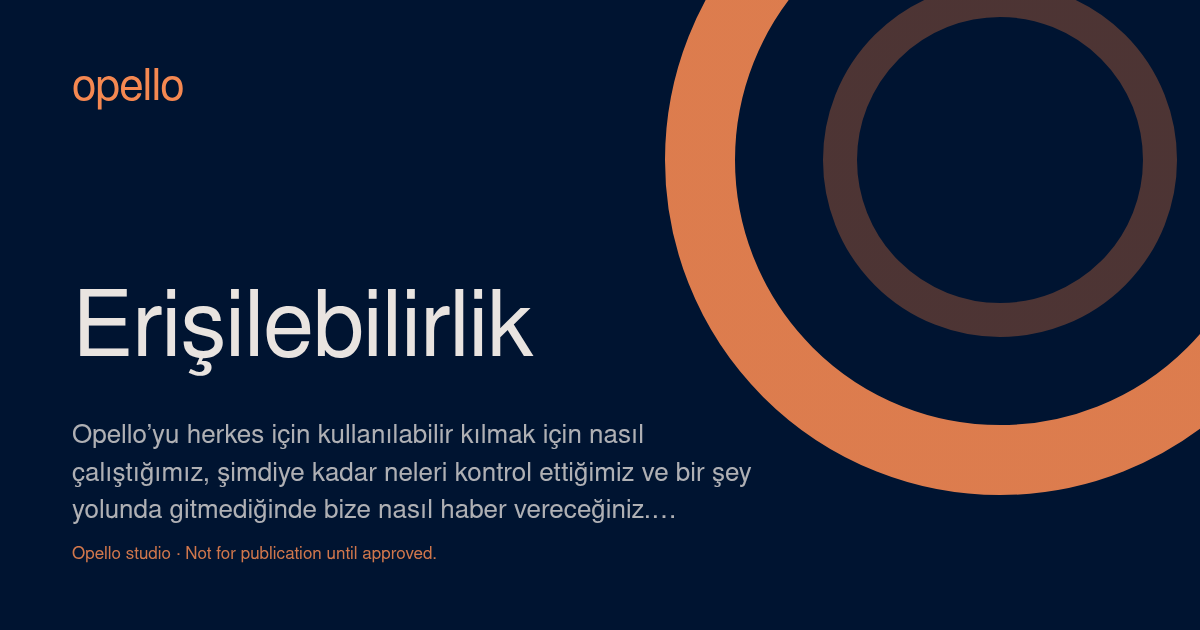 opello
Erişilebilirlik
Opello’yu herkes için kullanılabilir kılmak için nasıl
çalıştığımız, şimdiye kadar neleri kontrol ettiğimiz ve bir şey
yolunda gitmediğinde bize nasıl haber vereceğiniz.…
Opello studio · Not for publication until approved.